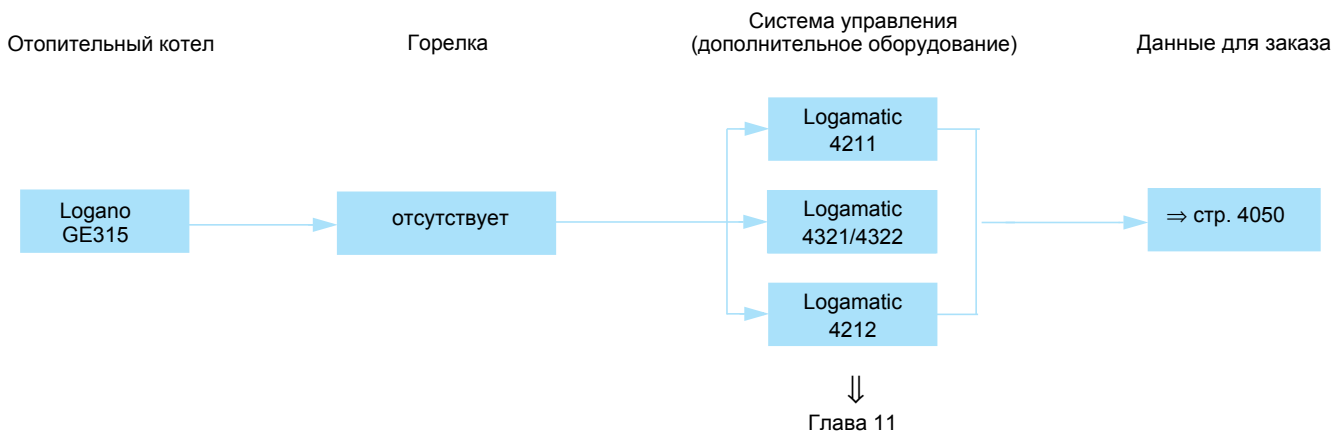 Отопительный котел
Горелка
Система управления
(дополнительное оборудование)
Данные для заказа
Logano
GE315
отсутствует
Logamatic
4211
Logamatic
4321/4322
Logamatic
4212
⇒ стр. 4050
⇓
Глава 11